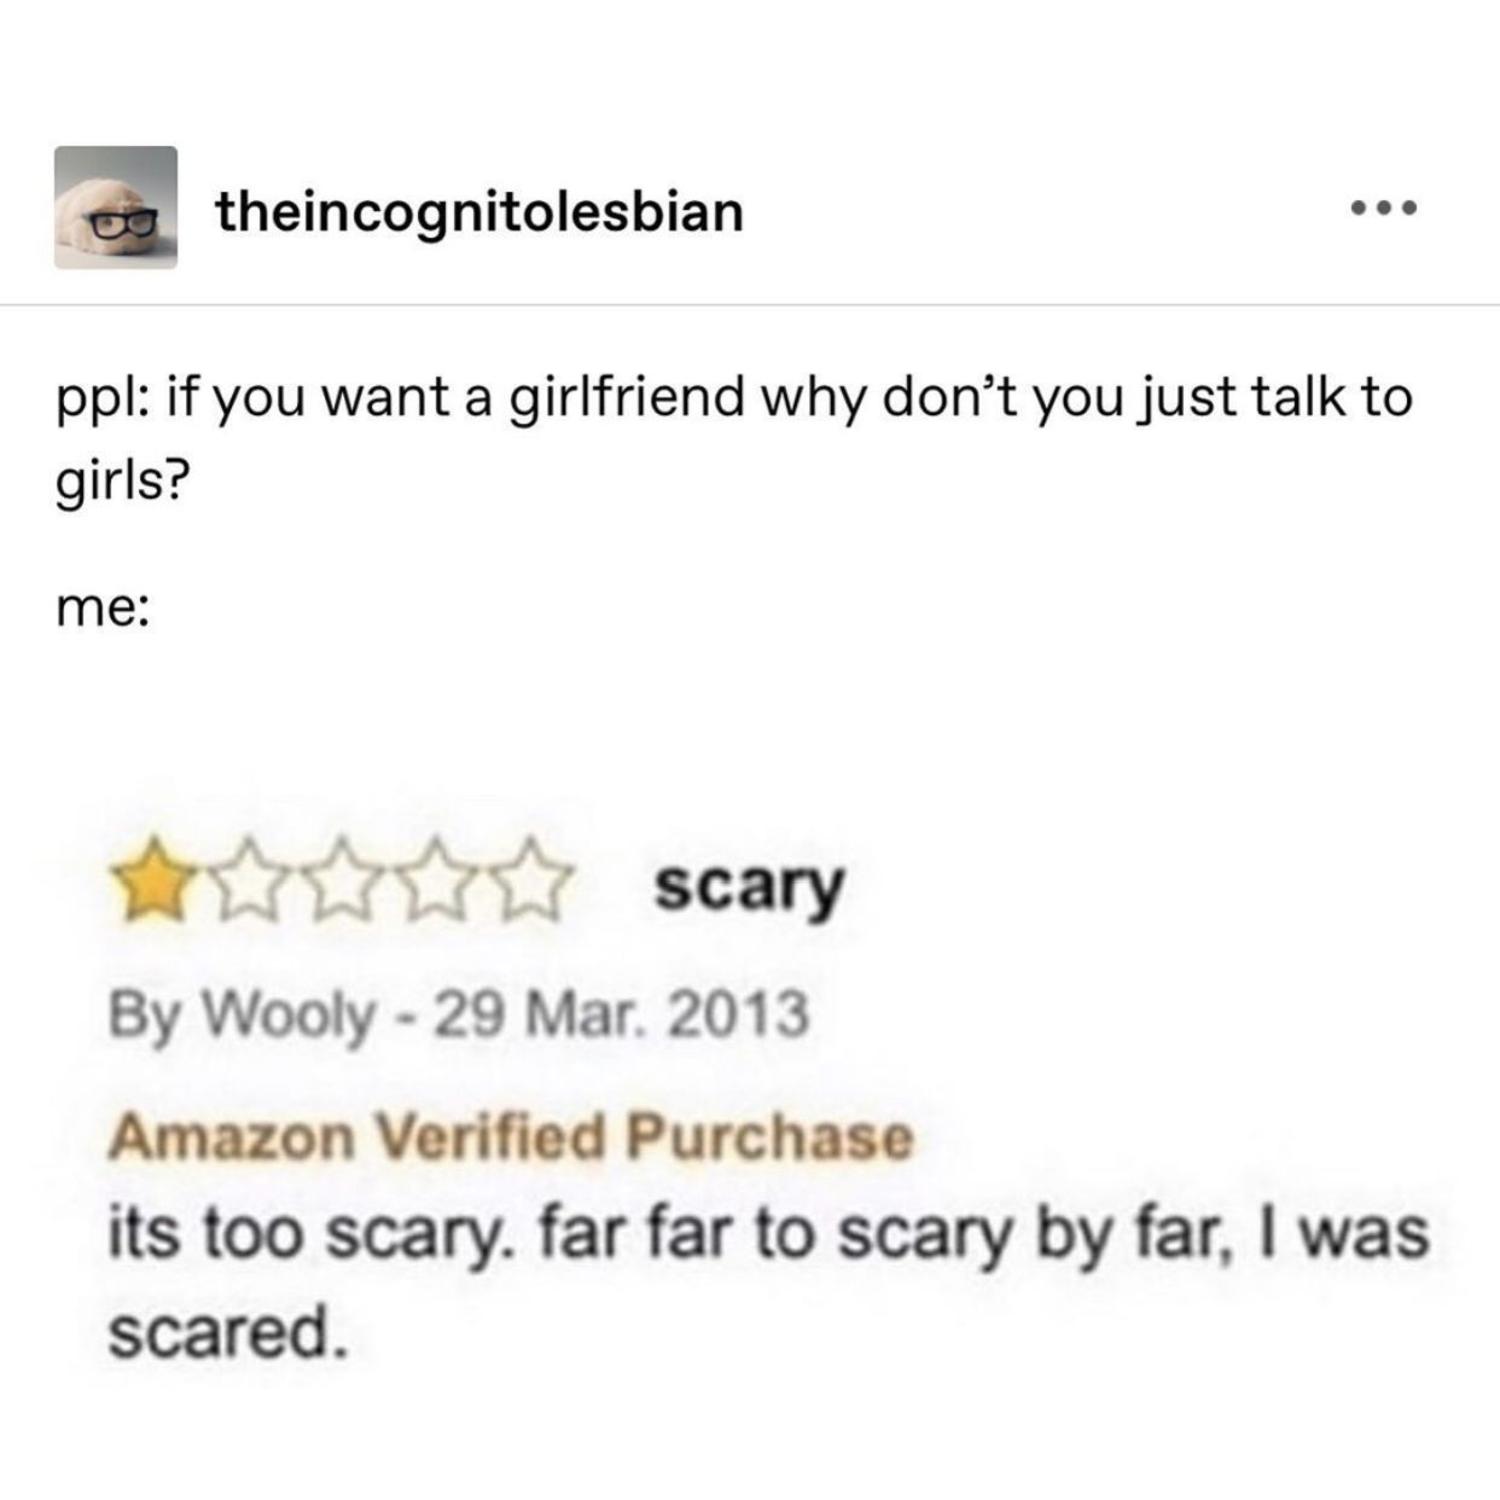 theincognitolesbian
ppl: if you want a girlfriend why don’t you just talk to
girls?
me:
scary
By Wooly - 29 Mar. 2013
Amazon Verified Purchase
its too scary. far far to scary by far, I was
scared.